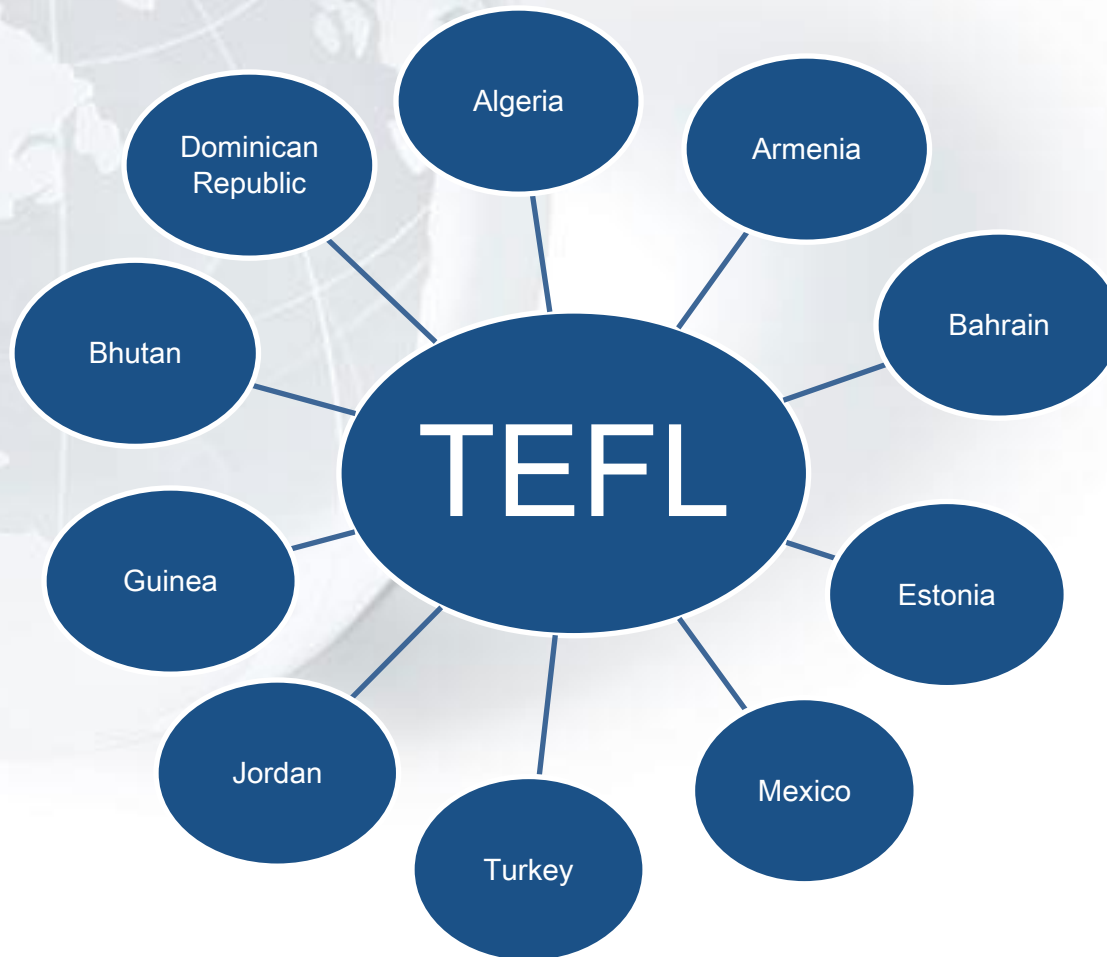 Algeria
Armenia
Dominican
Republic
Bahrain
Bhutan
TEFL
Guinea
Estonia
Jordan
Mexico
Turkey